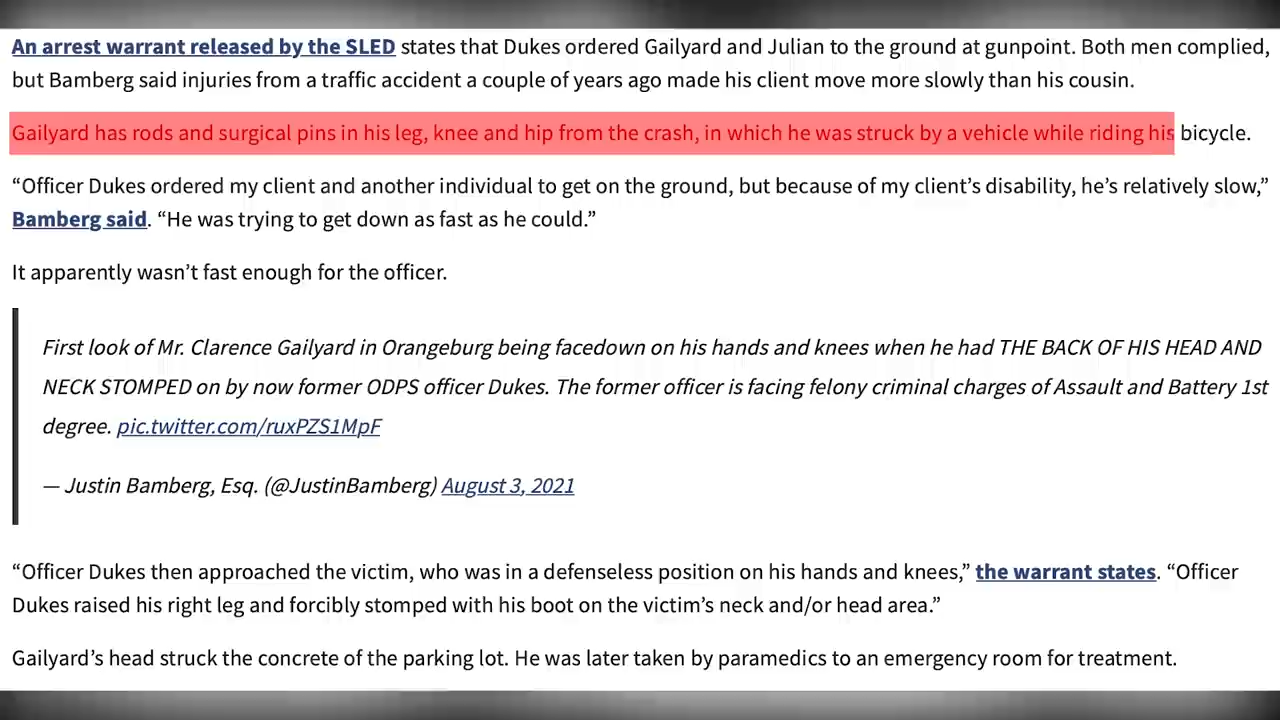 An arrest warrant released by the SLED states that Dukes ordered Gailyard and Julian to the ground at gunpoint. Both men complied,
but Bamberg said injuries from a traffic accident a couple of years ago made his client move more slowly than his cousin.
Gailyard has rods and surgical pins in his leg, knee and hip from the crash, in which he was struck by a vehicle while riding his bicycle.
“Officer Dukes ordered my client and another individual to get on the ground, but because of my client’s disability, he’s relatively slow,”
Bamberg said. “He was trying to get down as fast as he could.”
It apparently wasn’t fast enough for the officer.
First look of Mr. Clarence Gailyard in Orangeburg being facedown on his hands and knees when he had THE BACK OF HIS HEAD AND
NECK STOMPED on by now former ODPS officer Dukes. The former officer is facing felony criminal charges of Assault and Battery 1st
degree. pic.twitter.com/ruxPZS1MpF
— Justin Bamberg, Esq. (@JustinBamberg) August 3, 2021
“Officer Dukes then approached the victim, who was in a defenseless position on his hands and knees,” the warrant states. “Officer
Dukes raised his right leg and forcibly stomped with his boot on the victim’s neck and/or head area.”
Gailyard’s head struck the concrete of the parking lot. He was later taken by paramedics to an emergency room for treatment.